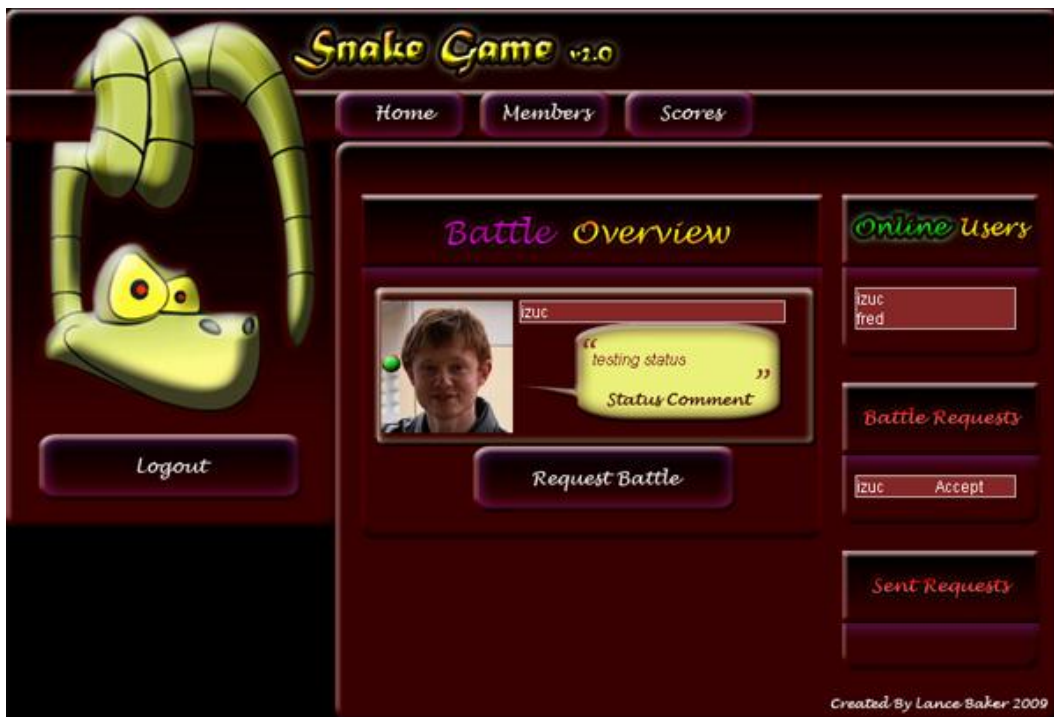 Snake Game v2.0
Home Members Scores
Logout
Battle Overview
izuc
“
testing status
”
Status Comment
Request Battle
Online Users
izuc
fred
Battle Requests
izuc Accept
Sent Requests
Created By Lance Baker 2009